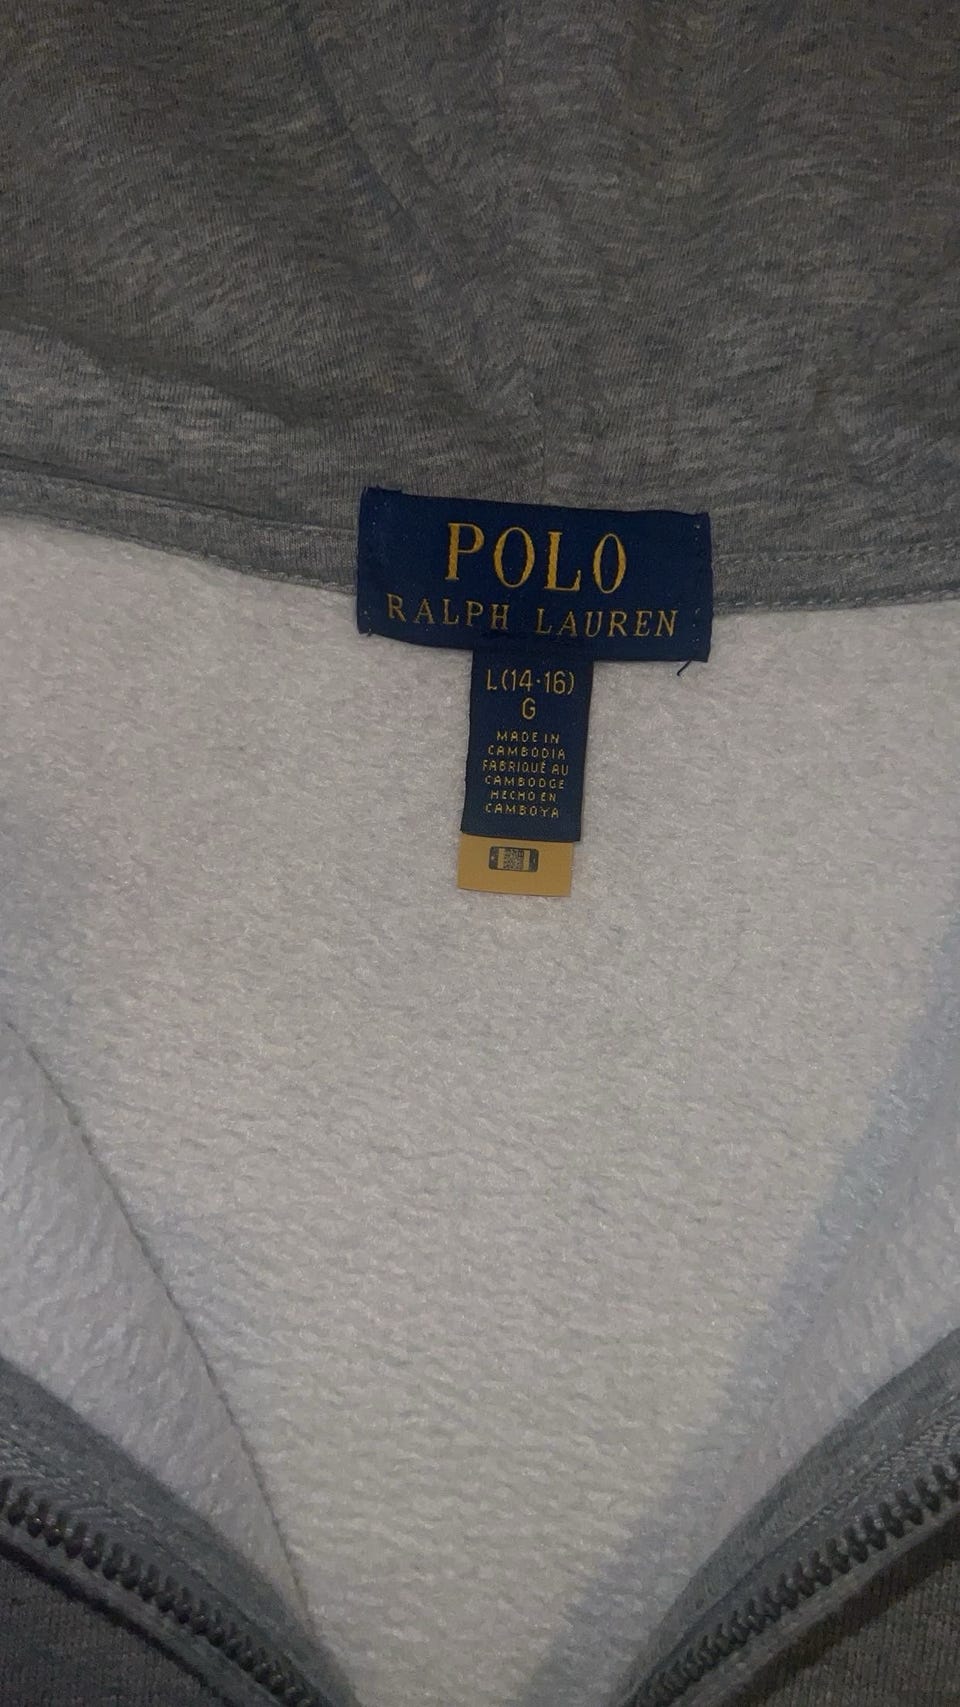 POLO
RALPH LAUREN
L(14·16)
G
MADE IN
CAMBODIA
FABRIQUÉ AU
CAMBODGE
HECHO EN
CAMBOYA